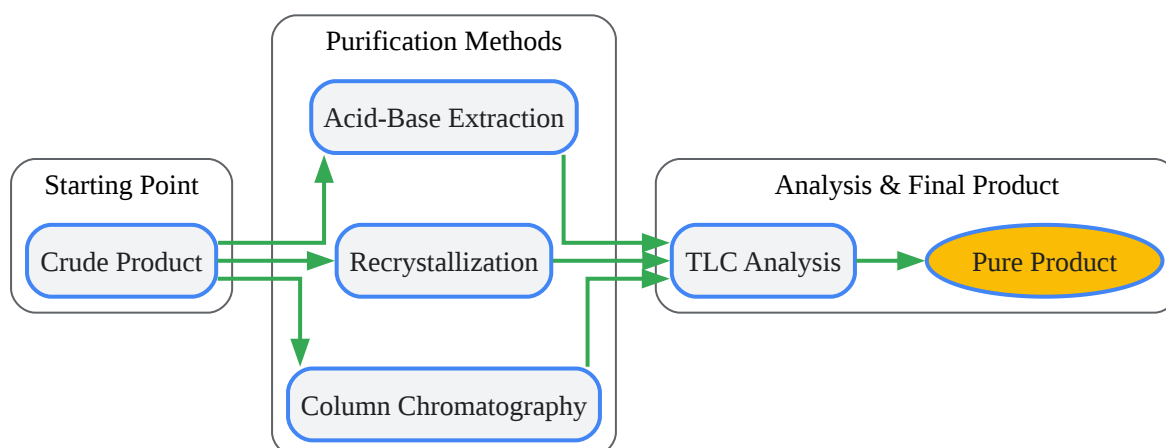 Purification Methods
Acid-Base Extraction
Starting Point
Analysis & Final Product
Crude Product
Recrystallization
TLC Analysis
Pure Product
Column Chromatography